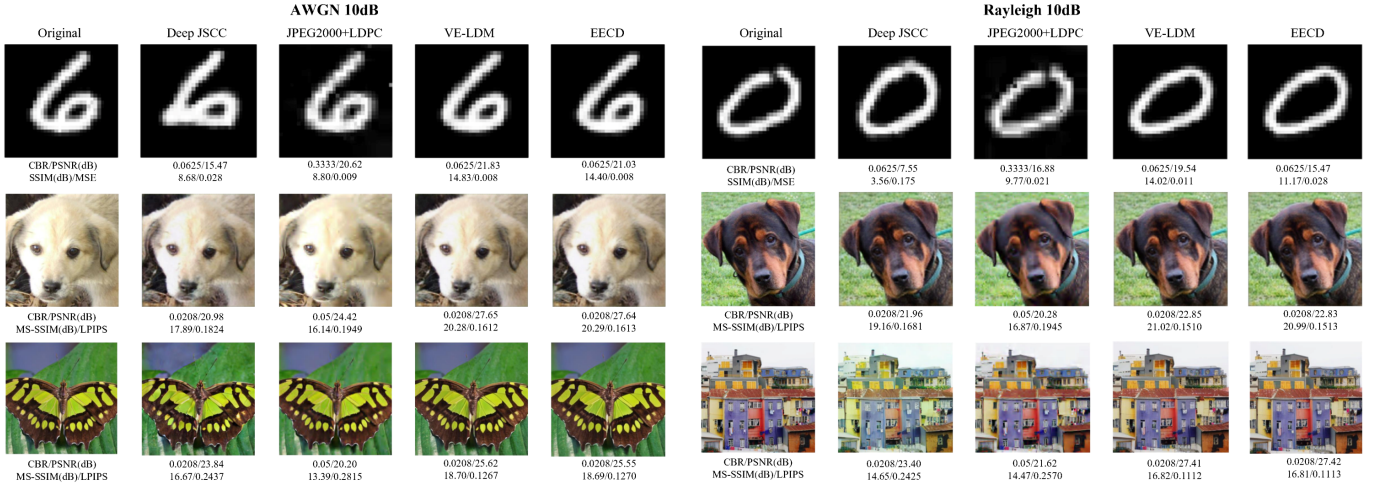 AWGN 10dB
Original Deep JSCC JPEG2000+LDPC VE-LDM EECD
CBR/PSNR(dB) 0.0625/15.47 0.3333/20.62 0.0625/21.83 0.0625/21.03
SSIM(dB)/MSE 8.68/0.028 8.80/0.009 14.83/0.008 14.40/0.008
CBR/PSNR(dB) 0.0208/20.98 0.05/24.42 0.0208/27.65 0.0208/27.64
MS-SSIM(dB)/LPIPS 17.89/0.1824 16.14/0.1949 20.28/0.1612 20.29/0.1613
CBR/PSNR(dB) 0.0208/23.84 0.05/20.20 0.0208/25.62 0.0208/25.55
MS-SSIM(dB)/LPIPS 16.67/0.2437 13.39/0.2815 18.70/0.1267 18.69/0.1270
Rayleigh 10dB
Original Deep JSCC JPEG2000+LDPC VE-LDM EECD
CBR/PSNR(dB) 0.0625/7.55 0.3333/16.88 0.0625/19.54 0.0625/15.47
SSIM(dB)/MSE 3.56/0.175 9.77/0.021 14.02/0.011 11.17/0.028
CBR/PSNR(dB) 0.0208/21.96 0.05/20.28 0.0208/22.85 0.0208/22.83
MS-SSIM(dB)/LPIPS 19.16/0.1681 16.87/0.1945 21.02/0.1510 20.99/0.1513
CBR/PSNR(dB) 0.0208/23.40 0.05/21.62 0.0208/27.41 0.0208/27.42
MS-SSIM(dB)/LPIPS 14.65/0.2425 14.47/0.2570 16.82/0.1112 16.81/0.1113